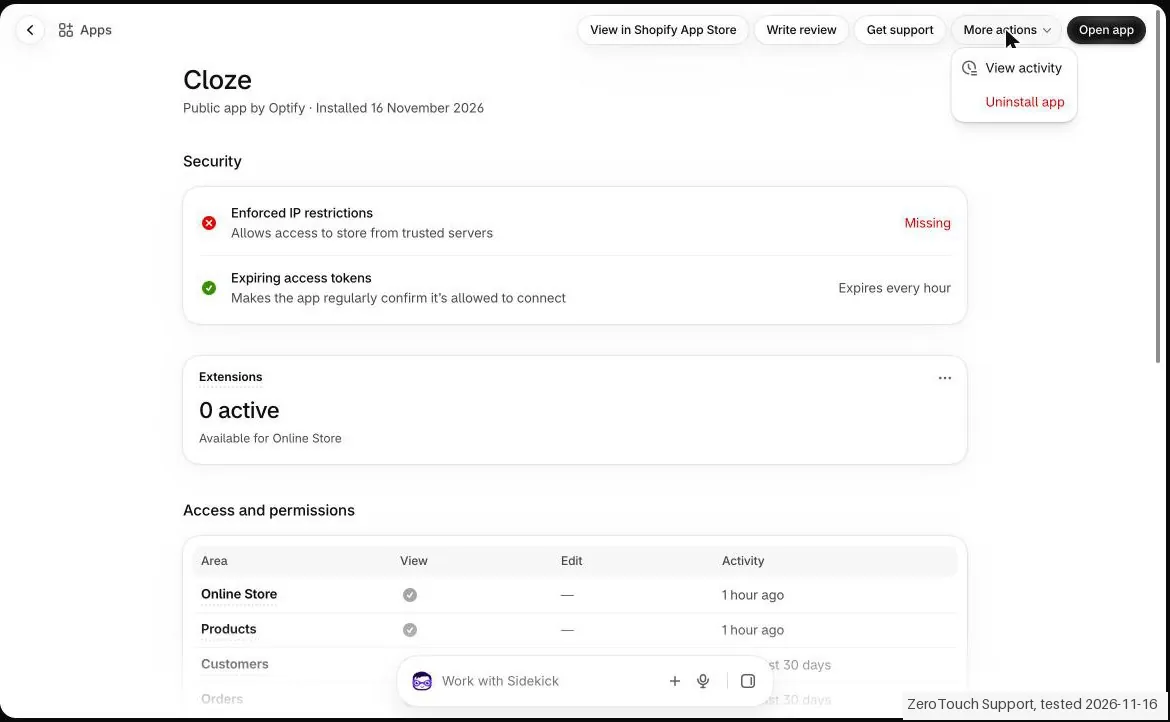 Apps
View in Shopify App Store
Write review
Get support
More actions
Open app
View activity
Uninstall app
Cloze
Public app by Optify · Installed 16 November 2026
Security
Enforced IP restrictions
Allows access to store from trusted servers
Missing
Expiring access tokens
Makes the app regularly confirm it's allowed to connect
Expires every hour
Extensions
0 active
Available for Online Store
Access and permissions
Area View Edit Activity
Online Store — 1 hour ago
Products — 1 hour ago
Customers 30 days
Orders 30 days
Work with Sidekick
ZeroTouch Support, tested 2026-11-16